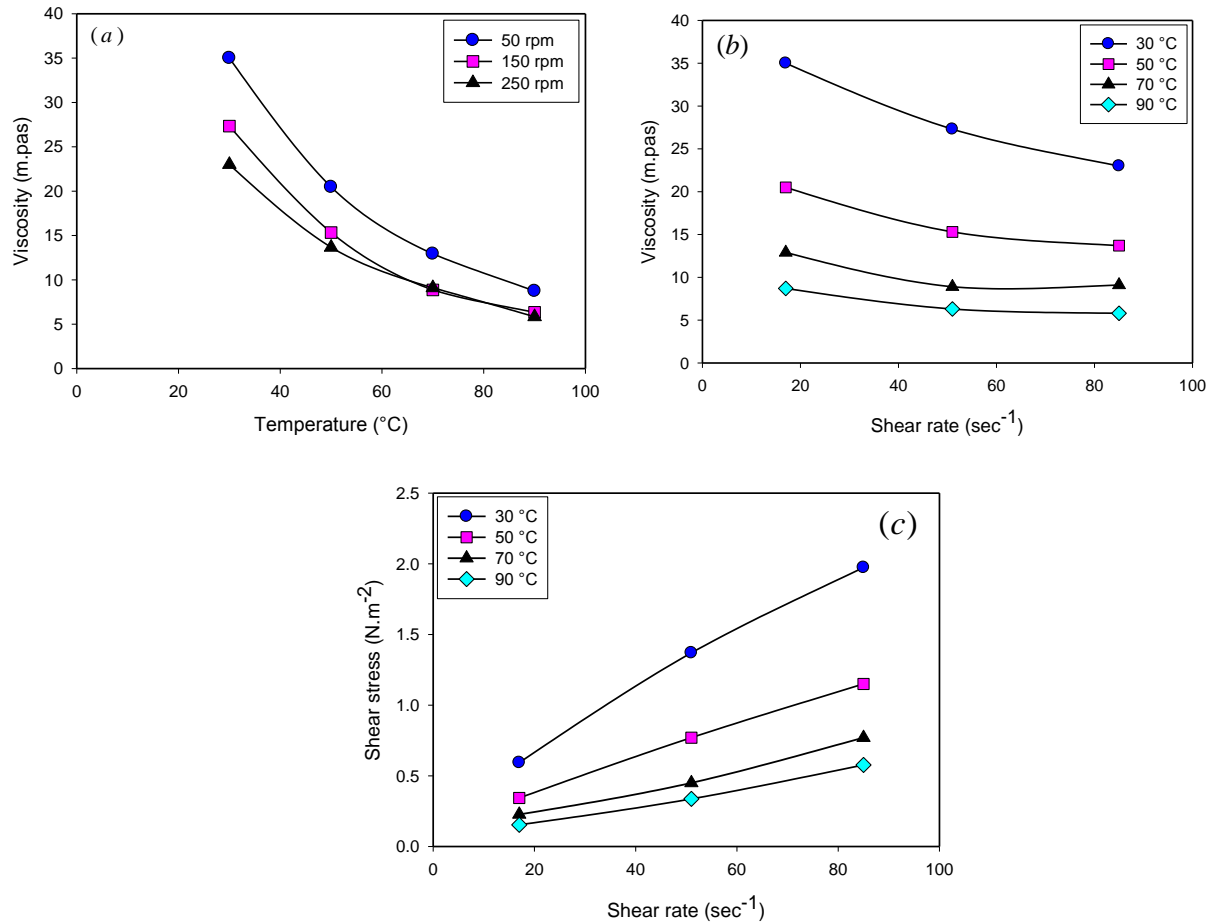 (a)
50 rpm
150 rpm
250 rpm
Viscosity (m.pas)
40
35
30
25
20
15
10
5
0
0 20 40 60 80 100
Temperature (°C)
(b)
30 °C
50 °C
70 °C
90 °C
Viscosity (m.pas)
40
35
30
25
20
15
10
5
0
0 20 40 60 80 100
Shear rate (sec-1)
30 °C
50 °C
70 °C
90 °C
(c)
Shear stress (N.m-2)
2.5
2.0
1.5
1.0
0.5
0.0
0 20 40 60 80 100
Shear rate (sec-1)